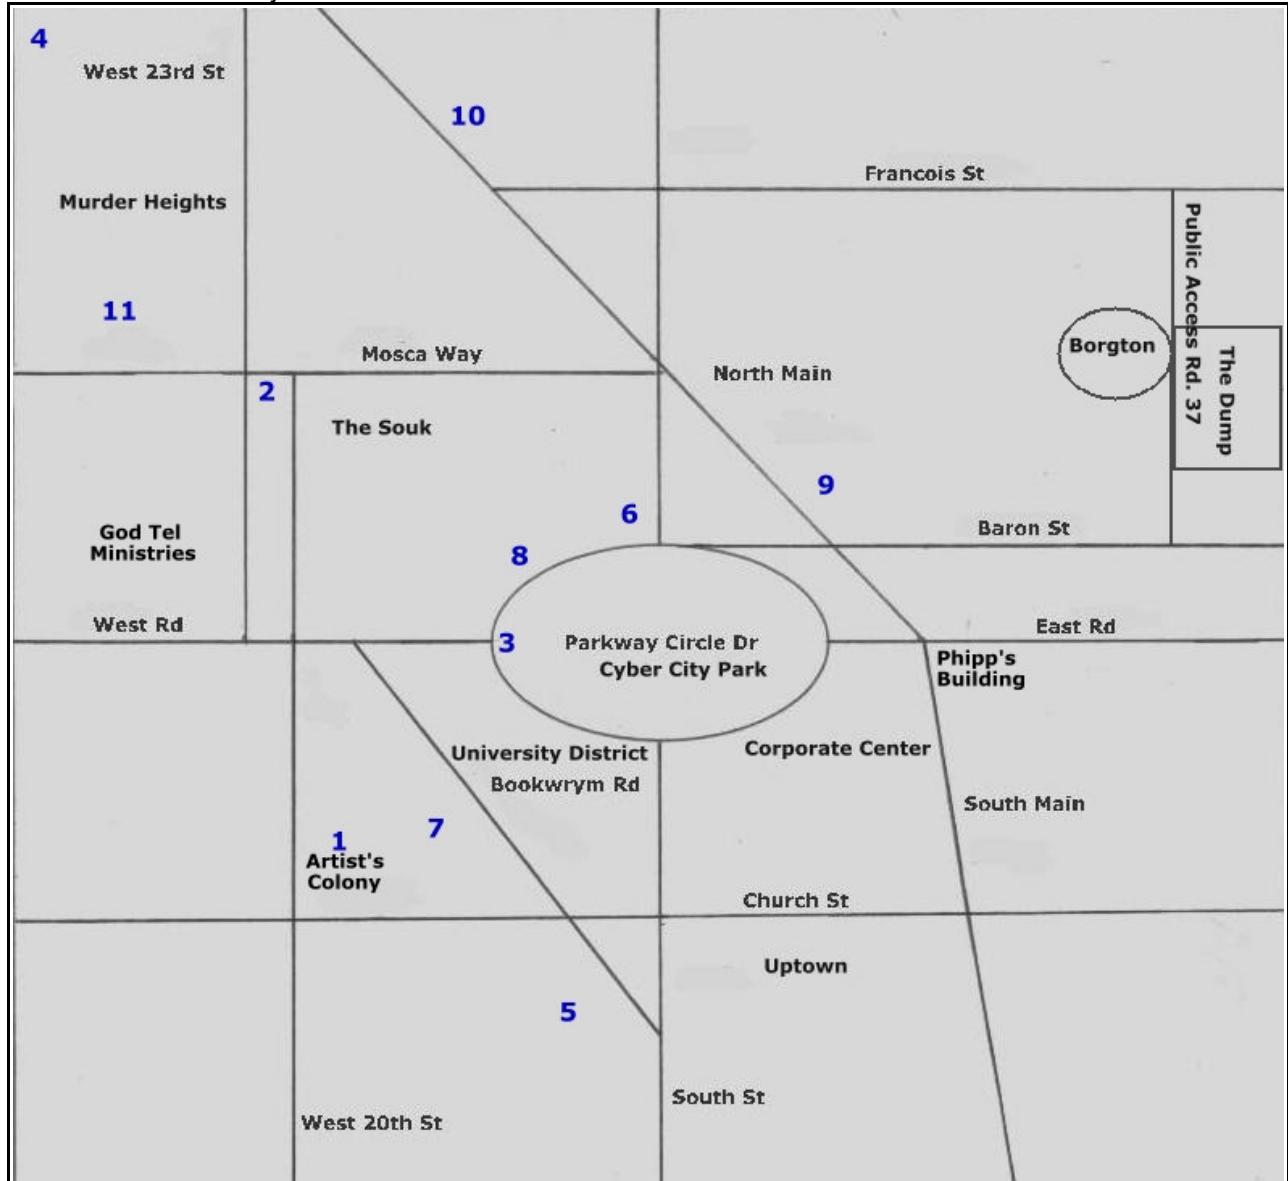 4
West 23rd St
10
Francois St
Murder Heights
Public Access Rd. 37
11
Borgton
The Dump
Mosca Way
North Main
2
The Souk
9
6
God Tel
Ministries
Baron St
8
West Rd
East Rd
3
Parkway Circle Dr
Cyber City Park
Phipp's
Building
University District
Corporate Center
Bookwrym Rd
South Main
7
1
Artist's
Colony
Church St
Uptown
5
South St
West 20th St